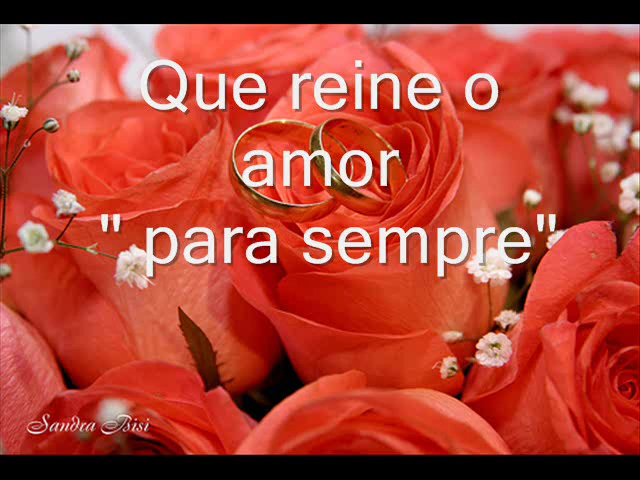 Que reine o
amor
" para sempre"
Sandra Bisi